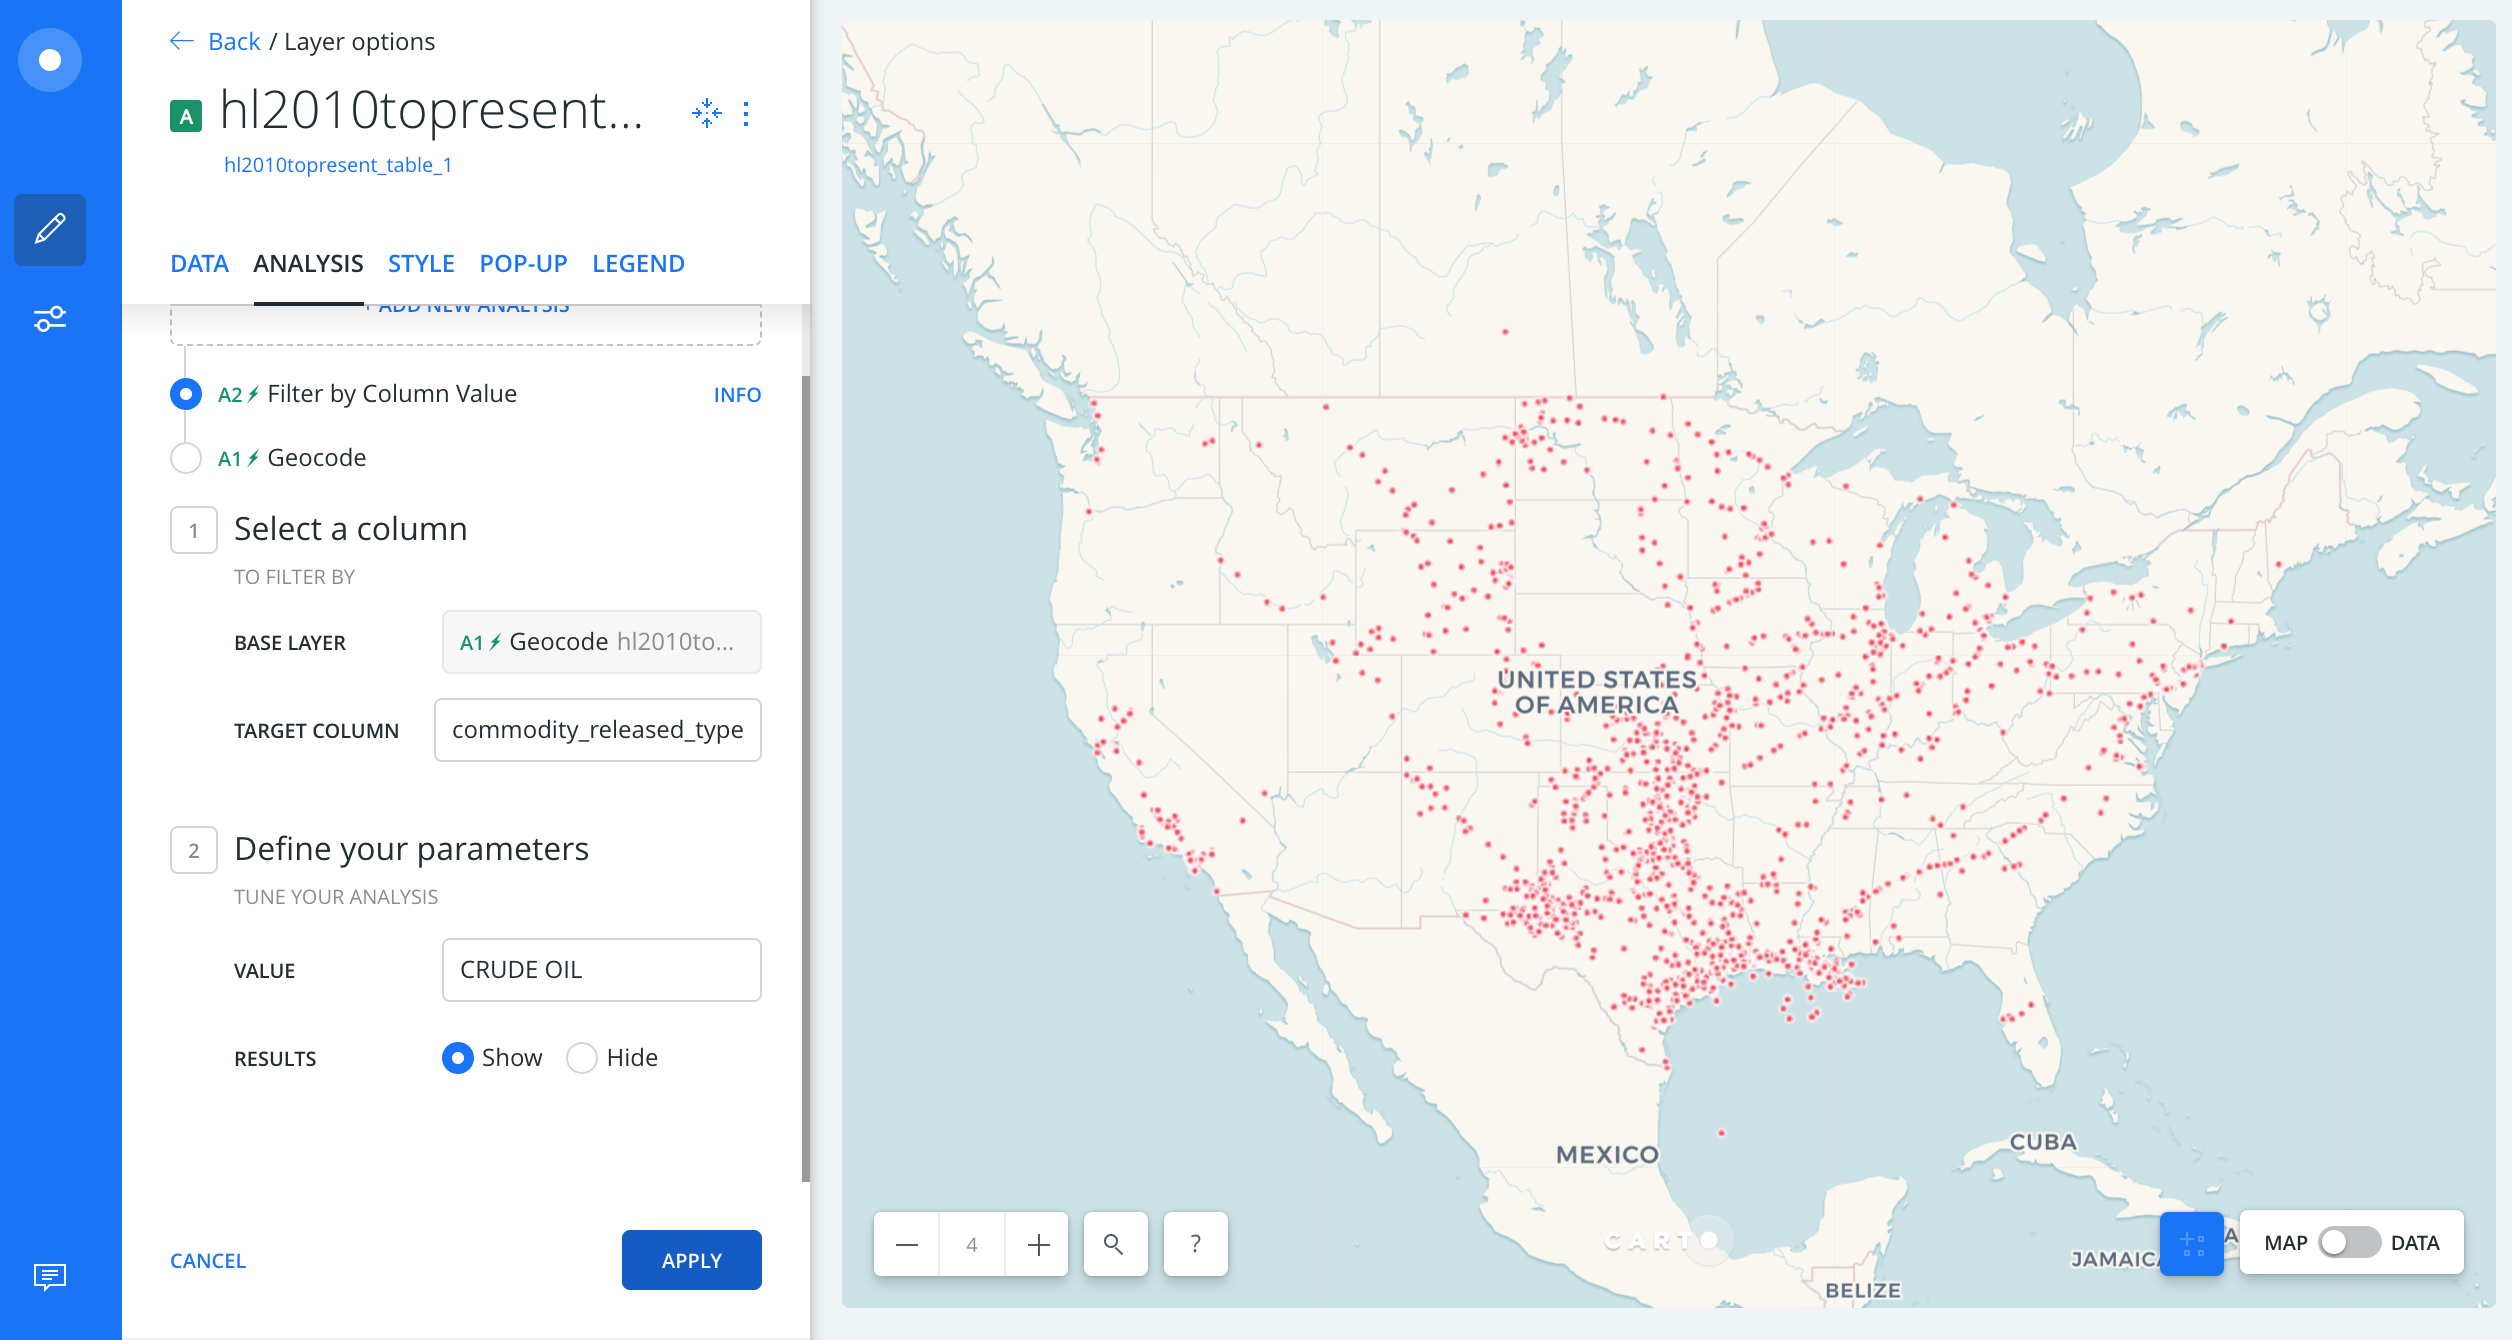 Back / Layer options
A hl2010topresent...
hl2010topresent_table_1
DATA ANALYSIS STYLE POP-UP LEGEND
+ ADD NEW ANALYSIS
A2 Filter by Column Value INFO
A1 Geocode
1 Select a column
TO FILTER BY
BASE LAYER A1 Geocode hl2010to...
TARGET COLUMN commodity_released_type
2 Define your parameters
TUNE YOUR ANALYSIS
VALUE CRUDE OIL
RESULTS Show Hide
CANCEL APPLY
UNITED STATES
OF AMERICA
MEXICO
CUBA
JAMAICA
BELIZE
4
?
CARTO
MAP DATA